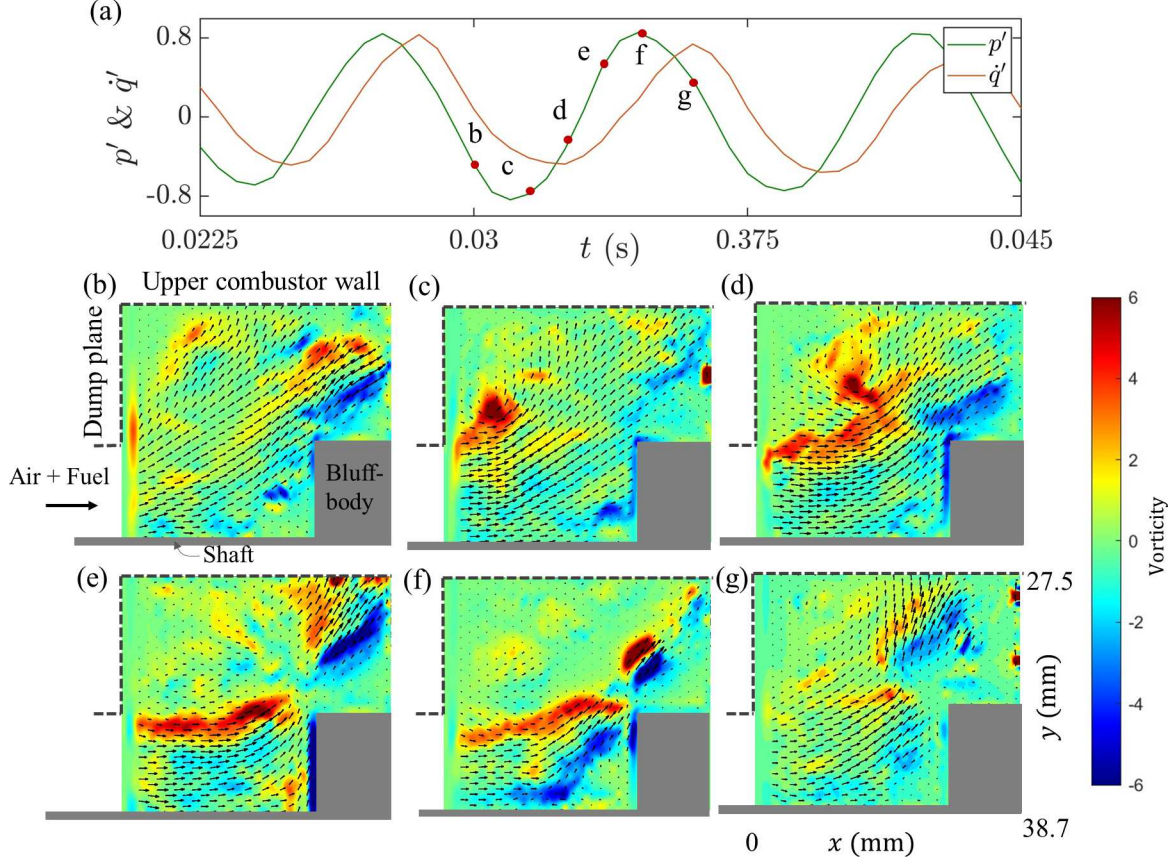 (a)
p′ & q̇′
0.8
0
-0.8
b
c
d
e
f
g
p′
q̇′
0.0225
0.03
0.375
0.045
t (s)
(b)
Upper combustor wall
(c)
(d)
Dump plane
Air + Fuel
Bluff-
body
Shaft
(e)
(f)
(g)
27.5
y (mm)
38.7
0
x (mm)
6
4
2
0
-2
-4
-6
Vorticity